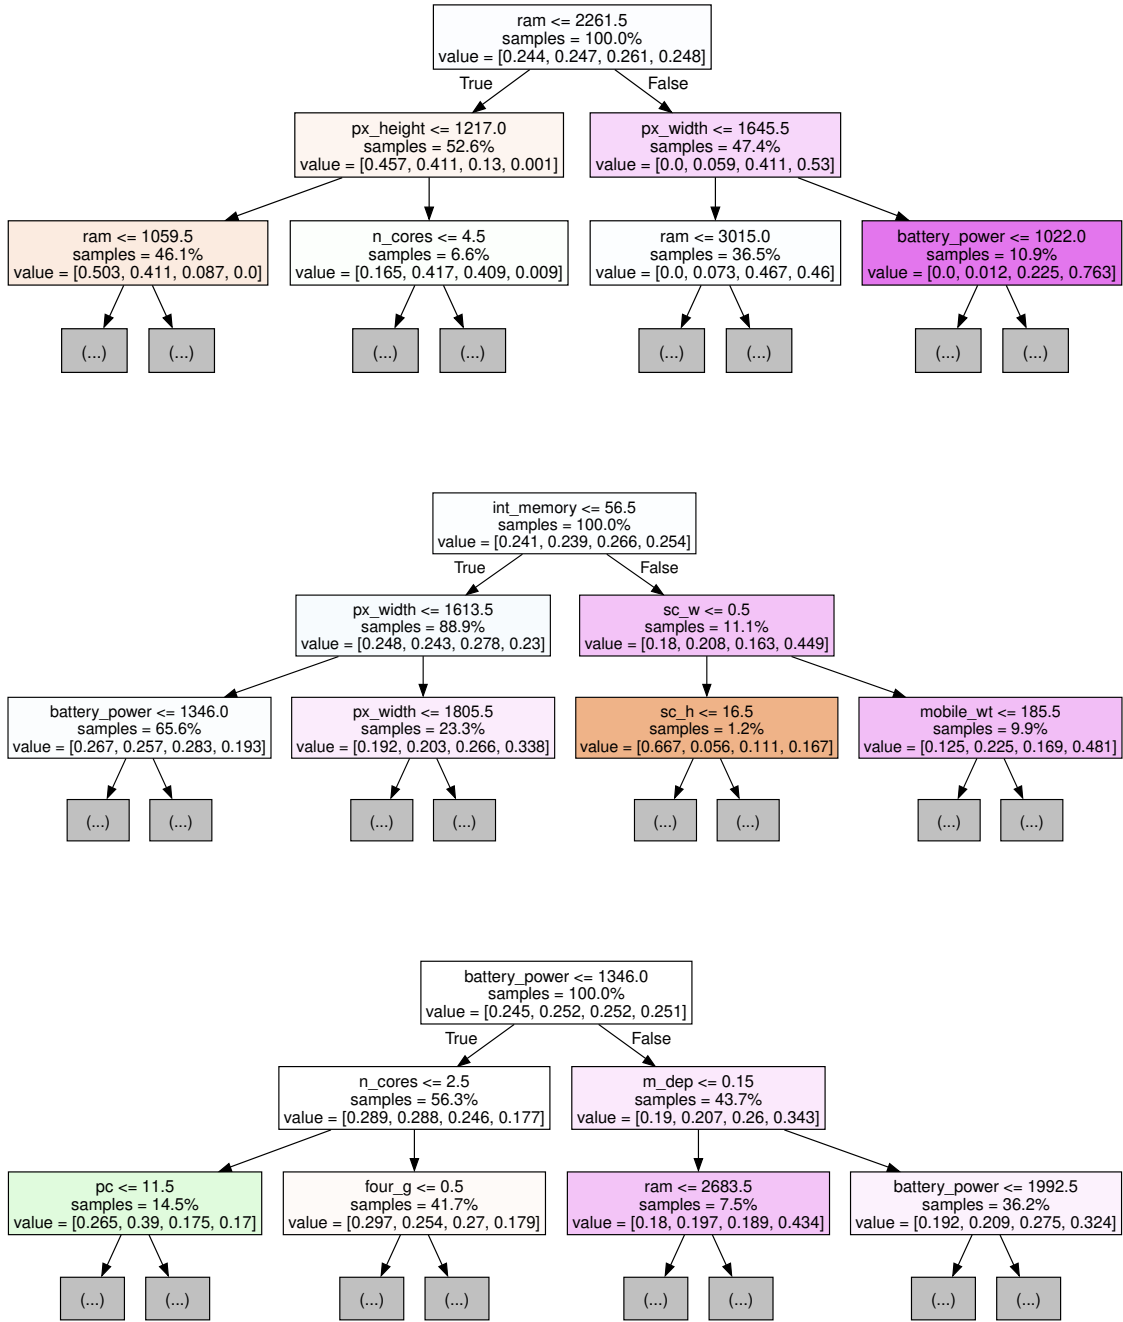 ram <= 2261.5
samples = 100.0%
value = [0.244, 0.247, 0.261, 0.248]
True
False
px_height <= 1217.0
samples = 52.6%
value = [0.457, 0.411, 0.13, 0.001]
px_width <= 1645.5
samples = 47.4%
value = [0.0, 0.059, 0.411, 0.53]
ram <= 1059.5
samples = 46.1%
value = [0.503, 0.411, 0.087, 0.0]
n_cores <= 4.5
samples = 6.6%
value = [0.165, 0.417, 0.409, 0.009]
ram <= 3015.0
samples = 36.5%
value = [0.0, 0.073, 0.467, 0.46]
battery_power <= 1022.0
samples = 10.9%
value = [0.0, 0.012, 0.225, 0.763]
(...)
(...)
(...)
(...)
(...)
(...)
(...)
(...)
int_memory <= 56.5
samples = 100.0%
value = [0.241, 0.239, 0.266, 0.254]
True
False
px_width <= 1613.5
samples = 88.9%
value = [0.248, 0.243, 0.278, 0.23]
sc_w <= 0.5
samples = 11.1%
value = [0.18, 0.208, 0.163, 0.449]
battery_power <= 1346.0
samples = 65.6%
value = [0.267, 0.257, 0.283, 0.193]
px_width <= 1805.5
samples = 23.3%
value = [0.192, 0.203, 0.266, 0.338]
sc_h <= 16.5
samples = 1.2%
value = [0.667, 0.056, 0.111, 0.167]
mobile_wt <= 185.5
samples = 9.9%
value = [0.125, 0.225, 0.169, 0.481]
(...)
(...)
(...)
(...)
(...)
(...)
(...)
(...)
battery_power <= 1346.0
samples = 100.0%
value = [0.245, 0.252, 0.252, 0.251]
True
False
n_cores <= 2.5
samples = 56.3%
value = [0.289, 0.288, 0.246, 0.177]
m_dep <= 0.15
samples = 43.7%
value = [0.19, 0.207, 0.26, 0.343]
pc <= 11.5
samples = 14.5%
value = [0.265, 0.39, 0.175, 0.17]
four_g <= 0.5
samples = 41.7%
value = [0.297, 0.254, 0.27, 0.179]
ram <= 2683.5
samples = 7.5%
value = [0.18, 0.197, 0.189, 0.434]
battery_power <= 1992.5
samples = 36.2%
value = [0.192, 0.209, 0.275, 0.324]
(...)
(...)
(...)
(...)
(...)
(...)
(...)
(...)